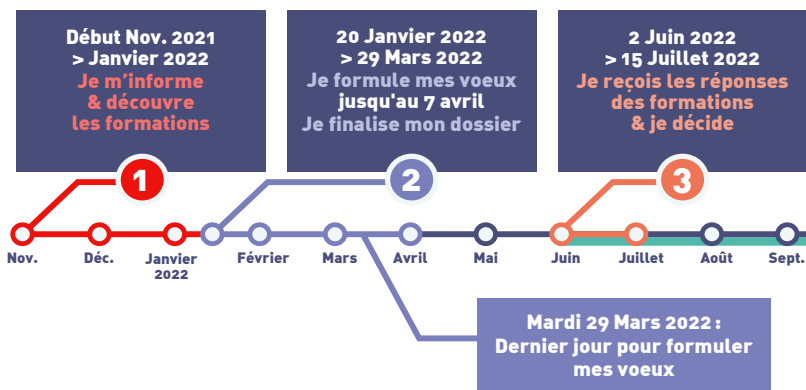 Début Nov. 2021
> Janvier 2022
Je m'informe
& découvre
les formations
1
20 Janvier 2022
> 29 Mars 2022
Je formule mes voeux
jusqu'au 7 avril
Je finalise mon dossier
2
2 Juin 2022
> 15 Juillet 2022
Je reçois les réponses
des formations
& je décide
3
Nov.
Déc.
Janvier
2022
Février
Mars
Avril
Mai
Juin
Juillet
Août
Sept.
Mardi 29 Mars 2022 :
Dernier jour pour formuler
mes voeux